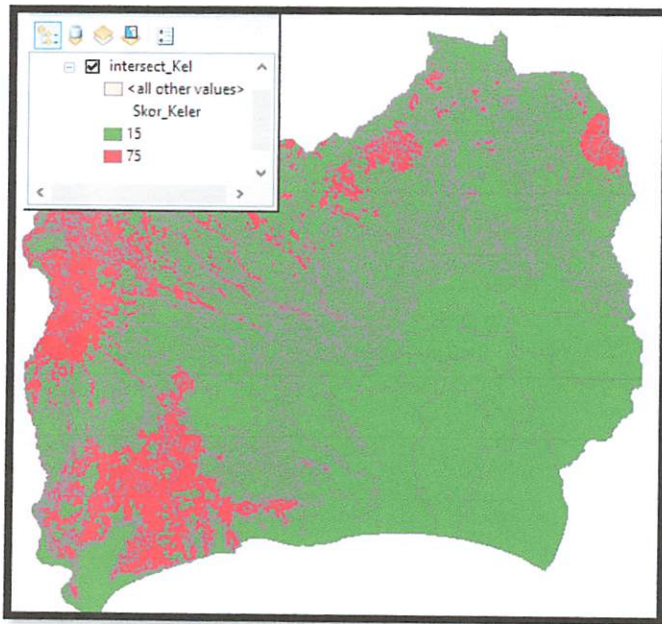 intersect_Kel
<all other values>
Skor_Keler
15
75